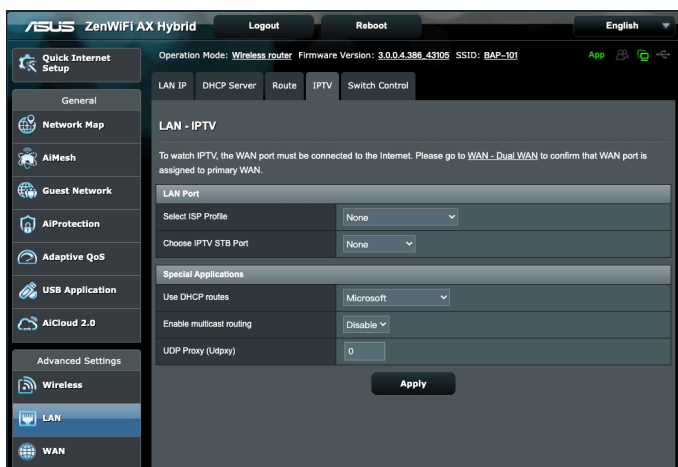 ASUS ZenWiFi AX Hybrid Logout Reboot English
Quick Internet Setup
Operation Mode: Wireless router Firmware Version: 3.0.0.4.386_43105 SSID: BAP-101 App
LAN IP DHCP Server Route IPTV Switch Control
General
Network Map
AiMesh
Guest Network
AiProtection
Adaptive QoS
USB Application
AiCloud 2.0
Advanced Settings
Wireless
LAN
WAN
LAN - IPTV
To watch IPTV, the WAN port must be connected to the Internet. Please go to WAN - Dual WAN to confirm that WAN port is
assigned to primary WAN.
LAN Port
Select ISP Profile None
Choose IPTV STB Port None
Special Applications
Use DHCP routes Microsoft
Enable multicast routing Disable
UDP Proxy (Udpxy) 0
Apply